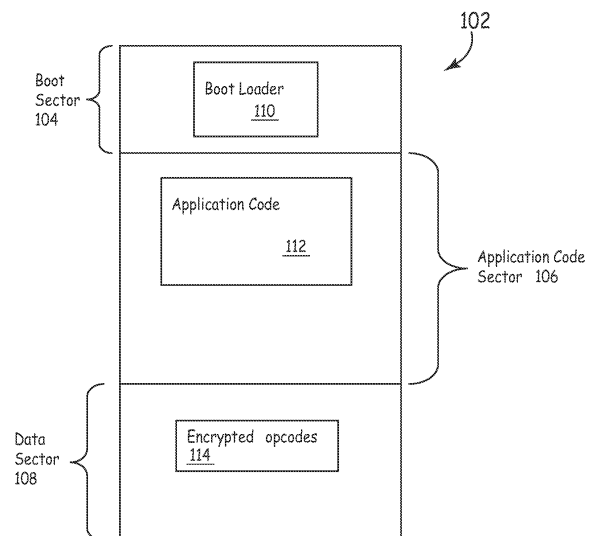 102
Boot
Sector
104
Boot Loader
110
Application Code
112
Application Code
Sector 106
Data
Sector
108
Encrypted opcodes
114